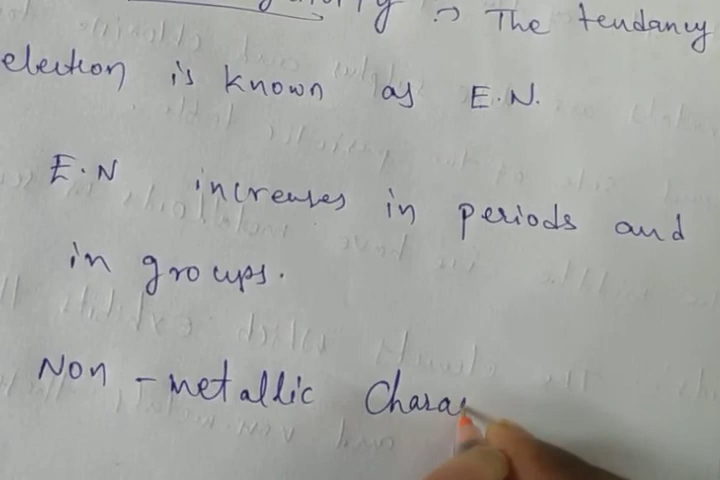 :-> The tendancy
election is known as E.N.
E.N increases in periods and
in groups.
Non-metallic Chara